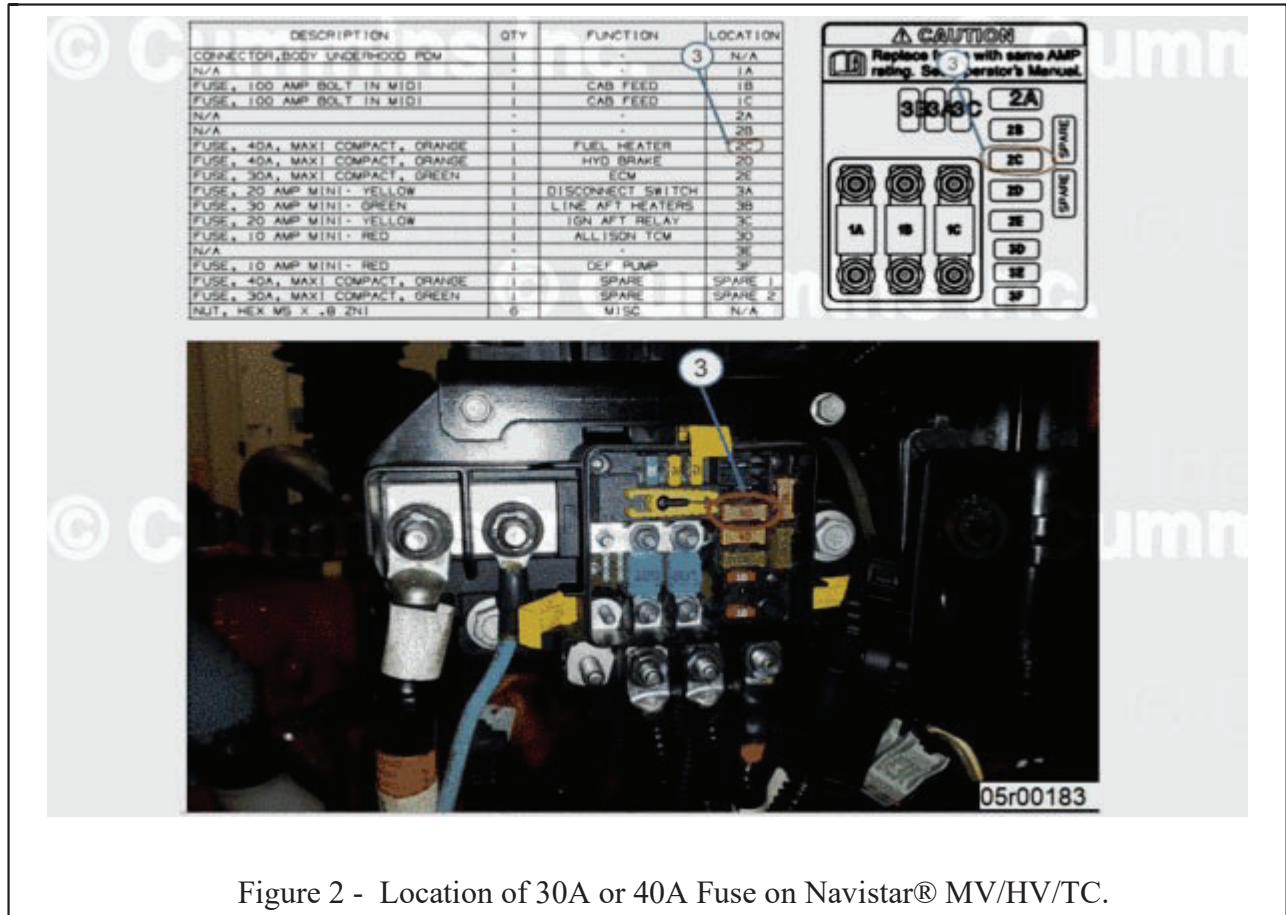 © Cummins Inc.
DESCRIPTION QTY FUNCTION LOCATION
CONNECTOR,BODY UNDERHOOD PDM 1 - N/A
N/A - - 1A
FUSE, 100 AMP BOLT IN MIDI 1 CAB FEED 1B
FUSE, 100 AMP BOLT IN MIDI 1 CAB FEED 1C
N/A - - 2A
N/A - - 2B
FUSE, 40A, MAXI COMPACT, ORANGE 1 FUEL HEATER 2C
FUSE, 40A, MAXI COMPACT, ORANGE 1 HYD BRAKE 2D
FUSE, 30A, MAXI COMPACT, GREEN 1 ECM 2E
FUSE, 20 AMP MINI- YELLOW 1 DISCONNECT SWITCH 3A
FUSE, 30 AMP MINI- GREEN 1 LINE AFT HEATERS 3B
FUSE, 20 AMP MINI- YELLOW 1 IGN AFT RELAY 3C
FUSE, 10 AMP MINI- RED 1 ALLISON TCM 3D
N/A - - 3E
FUSE, 10 AMP MINI- RED 1 DEF PUMP 3F
FUSE, 40A, MAXI COMPACT, ORANGE 1 SPARE SPARE 1
FUSE, 30A, MAXI COMPACT, GREEN 1 SPARE SPARE 2
NUT, HEX M5 X .8 ZNI 6 MISC N/A
3
CAUTION
Replace with same AMP
rating. See Operator's Manual.
3
3B 3A 3C 2A
2B
SPARE
2C
2D
SPARE
2E
1A 1B 1C
3D
3E
3F
3
05r00183
Figure 2 - Location of 30A or 40A Fuse on Navistar® MV/HV/TC.